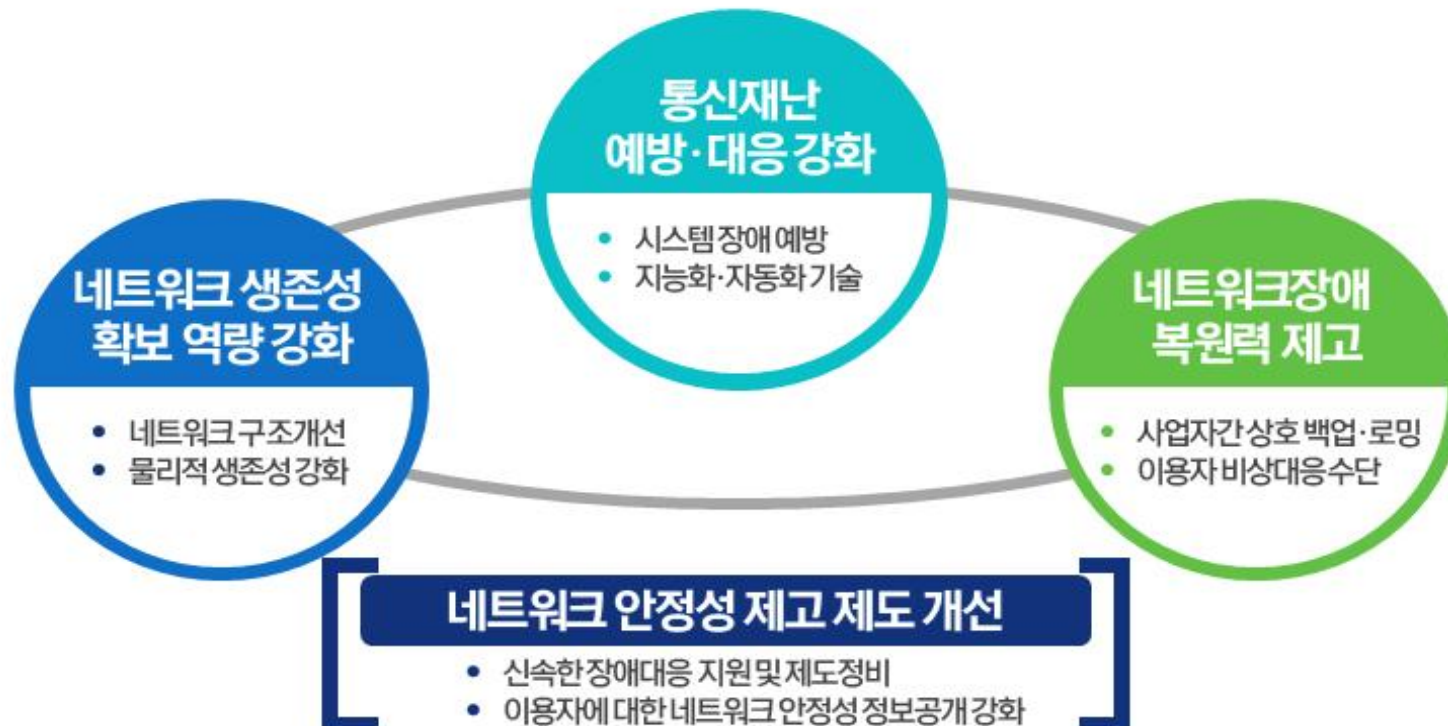 통신재난
예방·대응 강화
• 시스템 장애 예방
• 지능화·자동화 기술
네트워크 생존성
확보 역량 강화
• 네트워크 구조개선
• 물리적 생존성 강화
네트워크장애
복원력 제고
• 사업자간 상호 백업·로밍
• 이용자 비상대응 수단
네트워크 안정성 제고 제도 개선
• 신속한 장애대응 지원 및 제도정비
• 이용자에 대한 네트워크 안정성 정보공개 강화